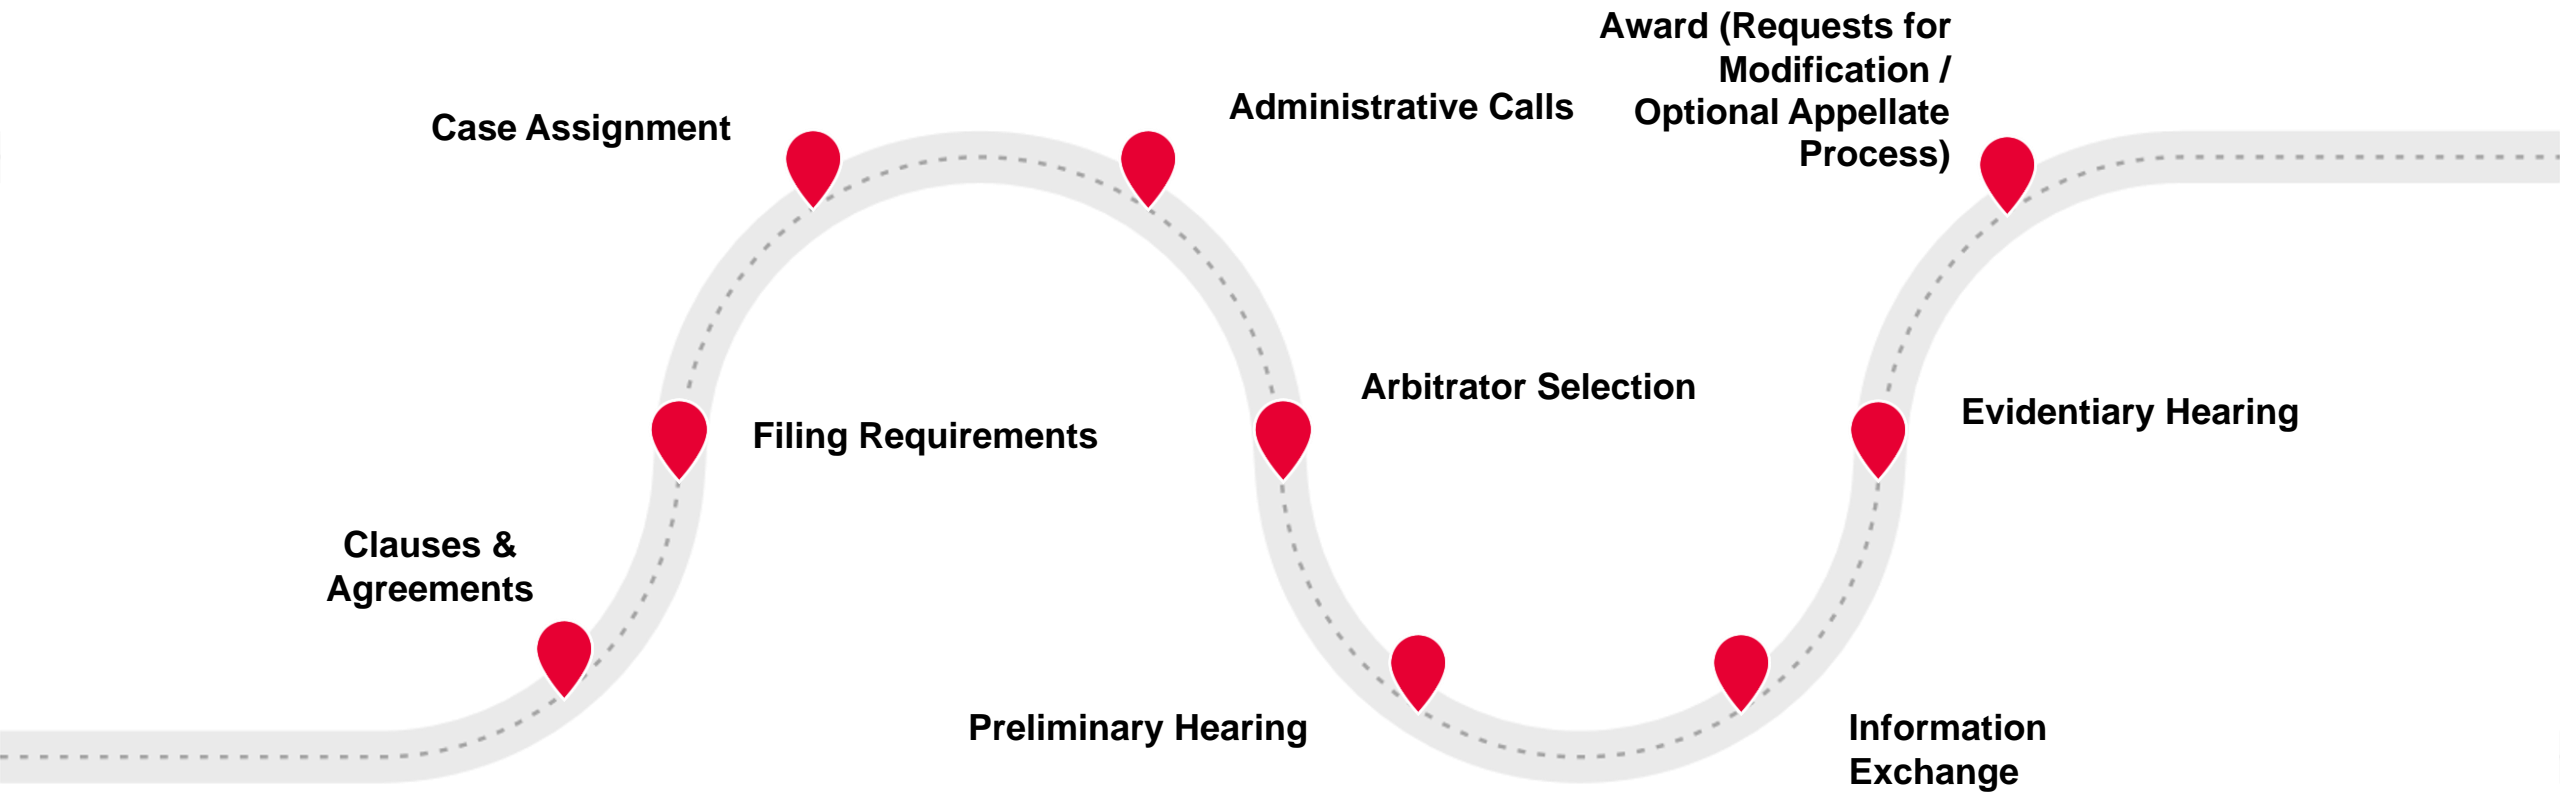 Clauses &
Agreements
Filing Requirements
Case Assignment
Administrative Calls
Arbitrator Selection
Preliminary Hearing
Information
Exchange
Evidentiary Hearing
Award (Requests for
Modification /
Optional Appellate
Process)